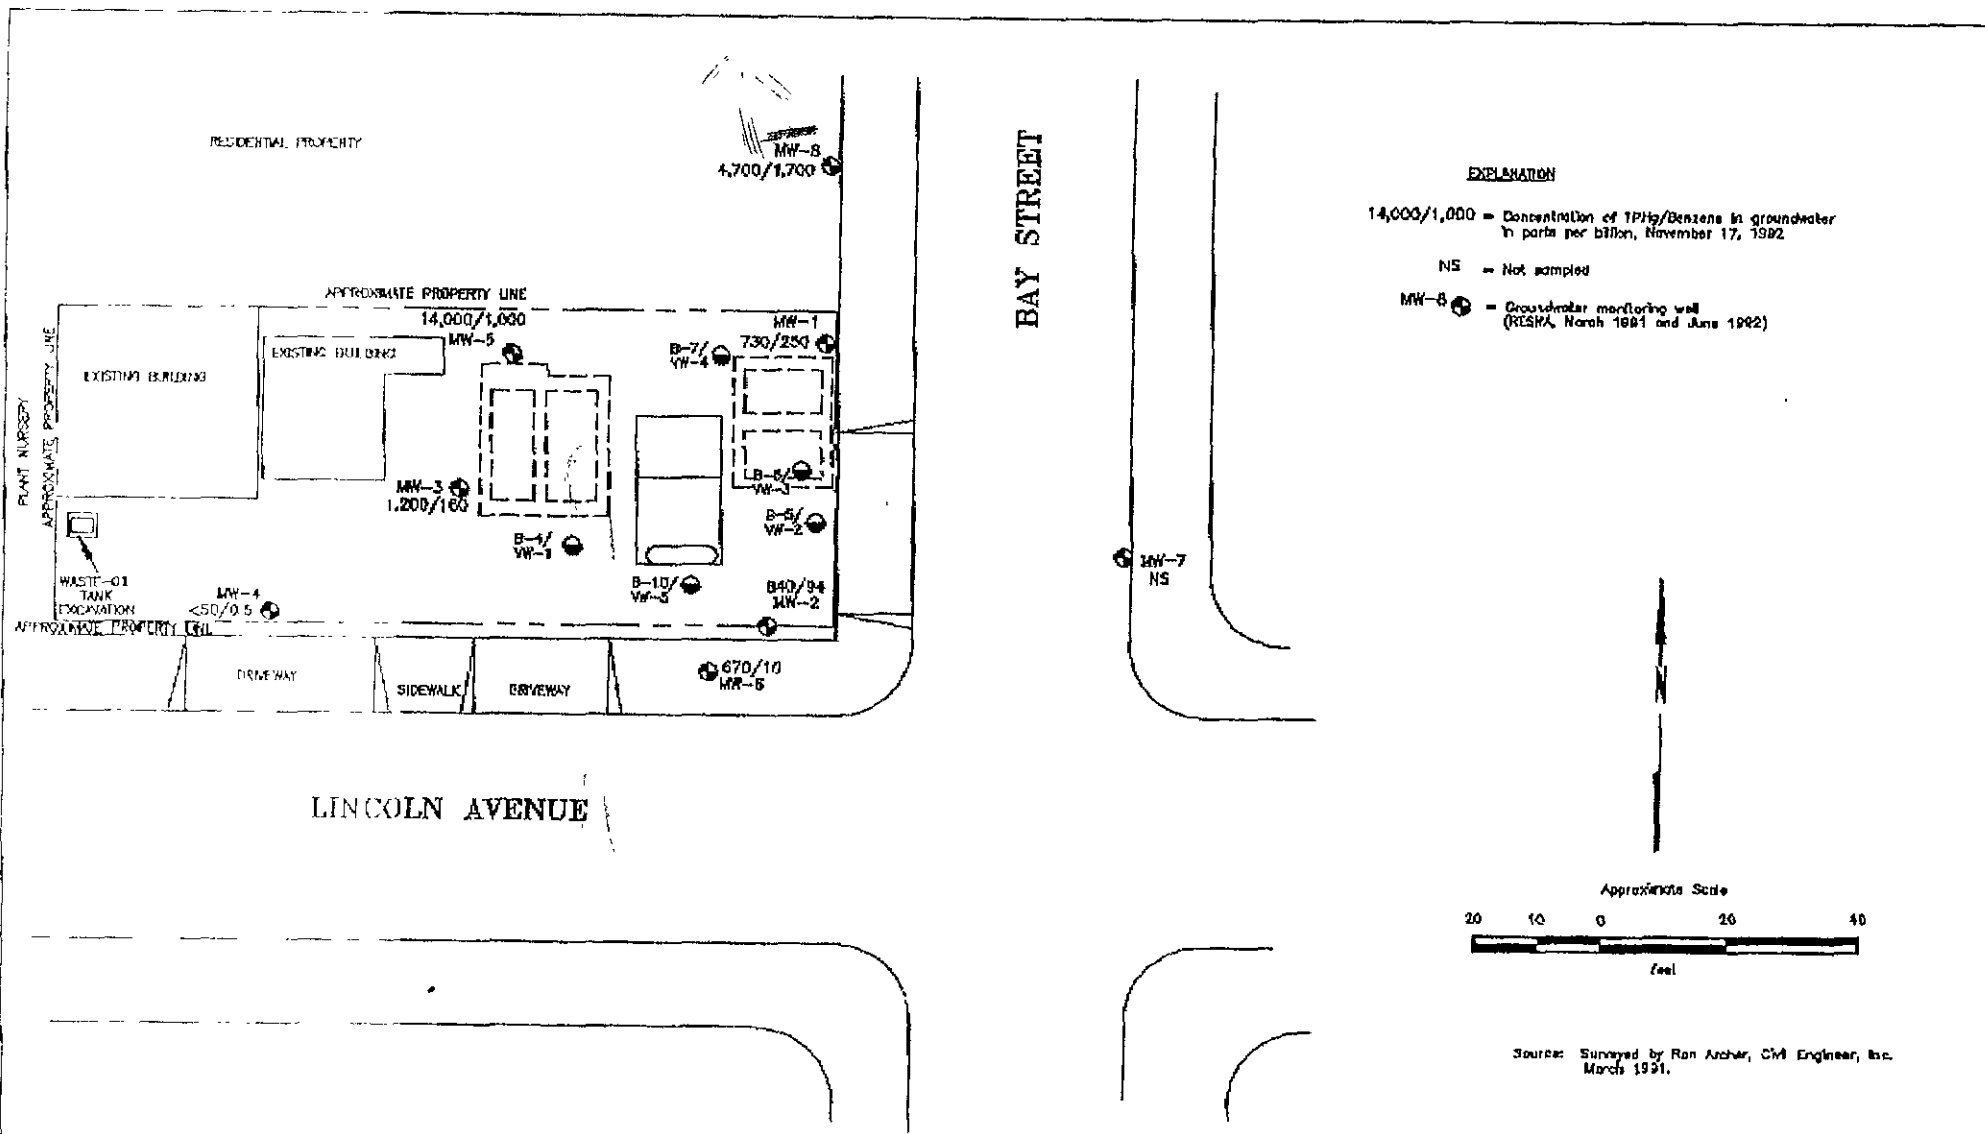 RESIDENTIAL PROPERTY
MW-8
4,700/1,700
BAY STREET
EXPLANATION
14,000/1,000 = Concentration of TPHg/Benzene in groundwater
in parts per billion, November 17, 1992
NS = Not sampled
MW-8 = Groundwater monitoring well
(RESNA, March 1991 and June 1992)
APPROXIMATE PROPERTY LINE
14,000/1,000
MW-5
MW-1
730/250
B-7/
VW-4
EXISTING BUILDING
EXISTING BUILDING
PLANT NURSERY
APPROXIMATE PROPERTY LINE
MW-3
1,200/160
B-6/
VW-3
B-5/
VW-2
B-4/
VW-1
B-10/
VW-5
840/94
MW-2
MW-7
NS
WASTE-OIL
TANK
EXCAVATION
MW-4
<50/0.5
APPROXIMATE PROPERTY LINE
DRIVEWAY
SIDEWALK
DRIVEWAY
670/10
MW-6
LINCOLN AVENUE
N
Approximate Scale
20 10 0 20 40
feet
Source: Surveyed by Ron Archer, Civil Engineer, Inc.
March 1991.